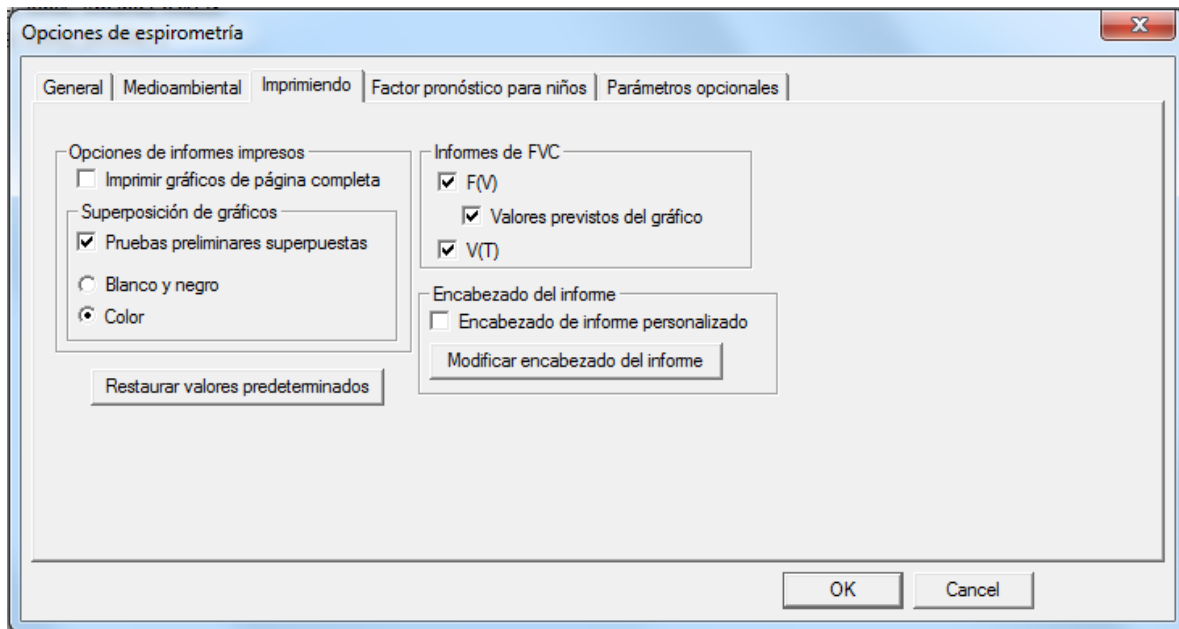 Opciones de espirometría
General
Medioambiental
Imprimiendo
Factor pronóstico para niños
Parámetros opcionales
Opciones de informes impresos
Imprimir gráficos de página completa
Superposición de gráficos
Pruebas preliminares superpuestas
Blanco y negro
Color
Restaurar valores predeterminados
Informes de FVC
F(V)
Valores previstos del gráfico
V(T)
Encabezado del informe
Encabezado de informe personalizado
Modificar encabezado del informe
OK
Cancel